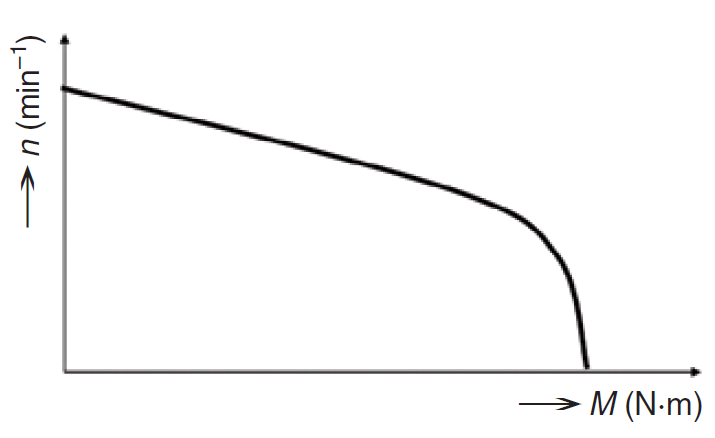 ⟶ n (min⁻¹)
⟶ M (N·m)